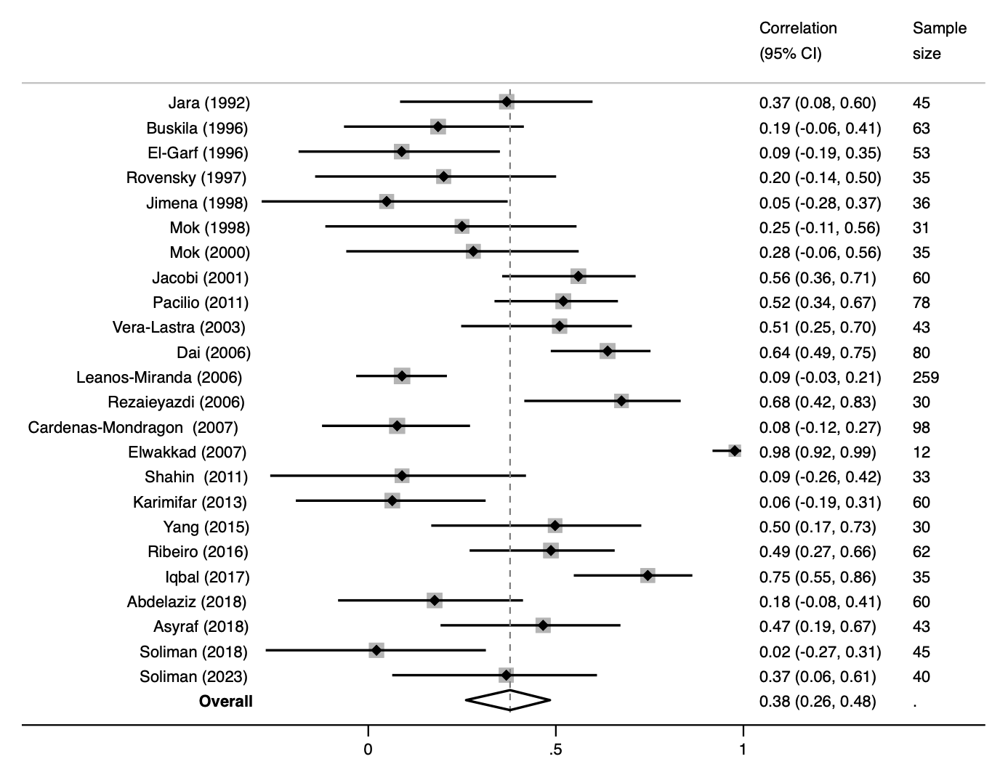 Correlation Sample
(95% CI) size
Jara (1992) 0.37 (0.08, 0.60) 45
Buskila (1996) 0.19 (-0.06, 0.41) 63
El-Garf (1996) 0.09 (-0.19, 0.35) 53
Rovensky (1997) 0.20 (-0.14, 0.50) 35
Jimena (1998) 0.05 (-0.28, 0.37) 36
Mok (1998) 0.25 (-0.11, 0.56) 31
Mok (2000) 0.28 (-0.06, 0.56) 35
Jacobi (2001) 0.56 (0.36, 0.71) 60
Pacilio (2011) 0.52 (0.34, 0.67) 78
Vera-Lastra (2003) 0.51 (0.25, 0.70) 43
Dai (2006) 0.64 (0.49, 0.75) 80
Leanos-Miranda (2006) 0.09 (-0.03, 0.21) 259
Rezaieyazdi (2006) 0.68 (0.42, 0.83) 30
Cardenas-Mondragon (2007) 0.08 (-0.12, 0.27) 98
Elwakkad (2007) 0.98 (0.92, 0.99) 12
Shahin (2011) 0.09 (-0.26, 0.42) 33
Karimifar (2013) 0.06 (-0.19, 0.31) 60
Yang (2015) 0.50 (0.17, 0.73) 30
Ribeiro (2016) 0.49 (0.27, 0.66) 62
Iqbal (2017) 0.75 (0.55, 0.86) 35
Abdelaziz (2018) 0.18 (-0.08, 0.41) 60
Asyraf (2018) 0.47 (0.19, 0.67) 43
Soliman (2018) 0.02 (-0.27, 0.31) 45
Soliman (2023) 0.37 (0.06, 0.61) 40
Overall 0.38 (0.26, 0.48) .
0 .5 1